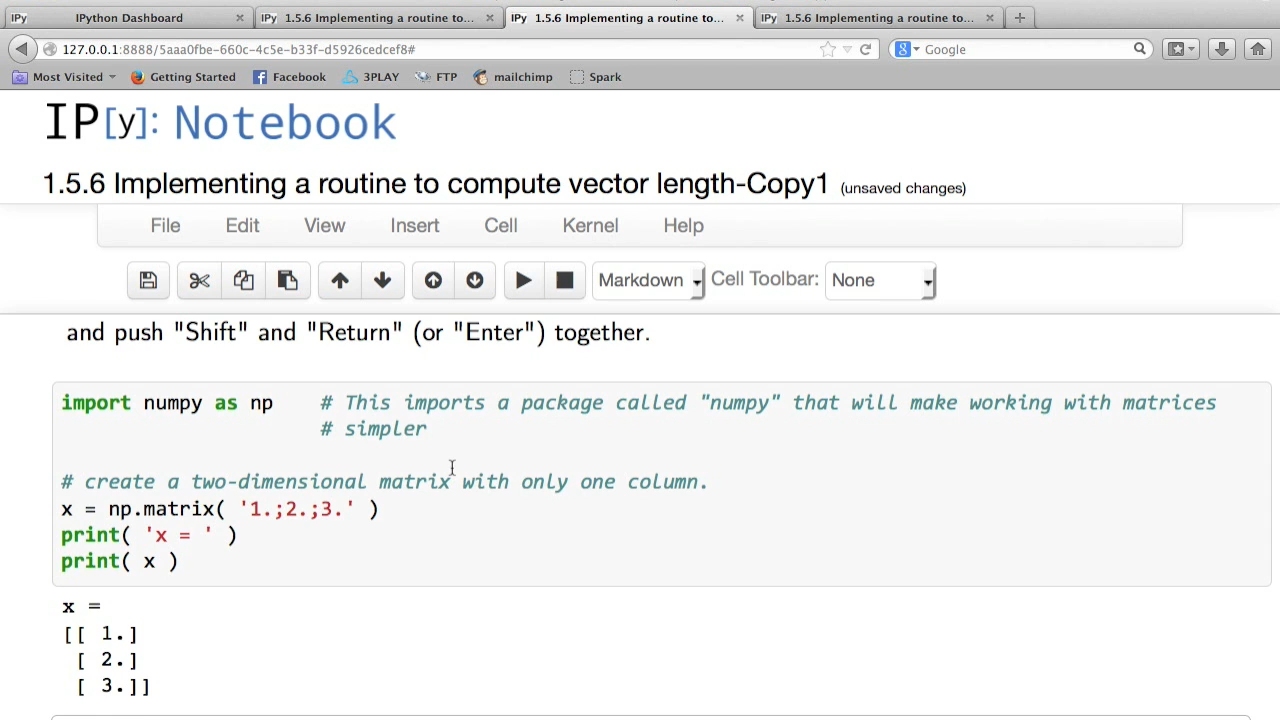 IPy IPython Dashboard × IPy 1.5.6 Implementing a routine to... × IPy 1.5.6 Implementing a routine to... × IPy 1.5.6 Implementing a routine to... × +
127.0.0.1:8888/5aaa0fbe-660c-4c5e-b33f-d5926cedcef8# Google
Most Visited Getting Started Facebook 3PLAY FTP mailchimp Spark
IP[y]: Notebook
1.5.6 Implementing a routine to compute vector length-Copy1 (unsaved changes)
File Edit View Insert Cell Kernel Help
Markdown Cell Toolbar: None
and push "Shift" and "Return" (or "Enter") together.
import numpy as np # This imports a package called "numpy" that will make working with matrices
# simpler
# create a two-dimensional matrix with only one column.
x = np.matrix( '1.;2.;3.' )
print( 'x = ' )
print( x )
x =
[[ 1.]
[ 2.]
[ 3.]]